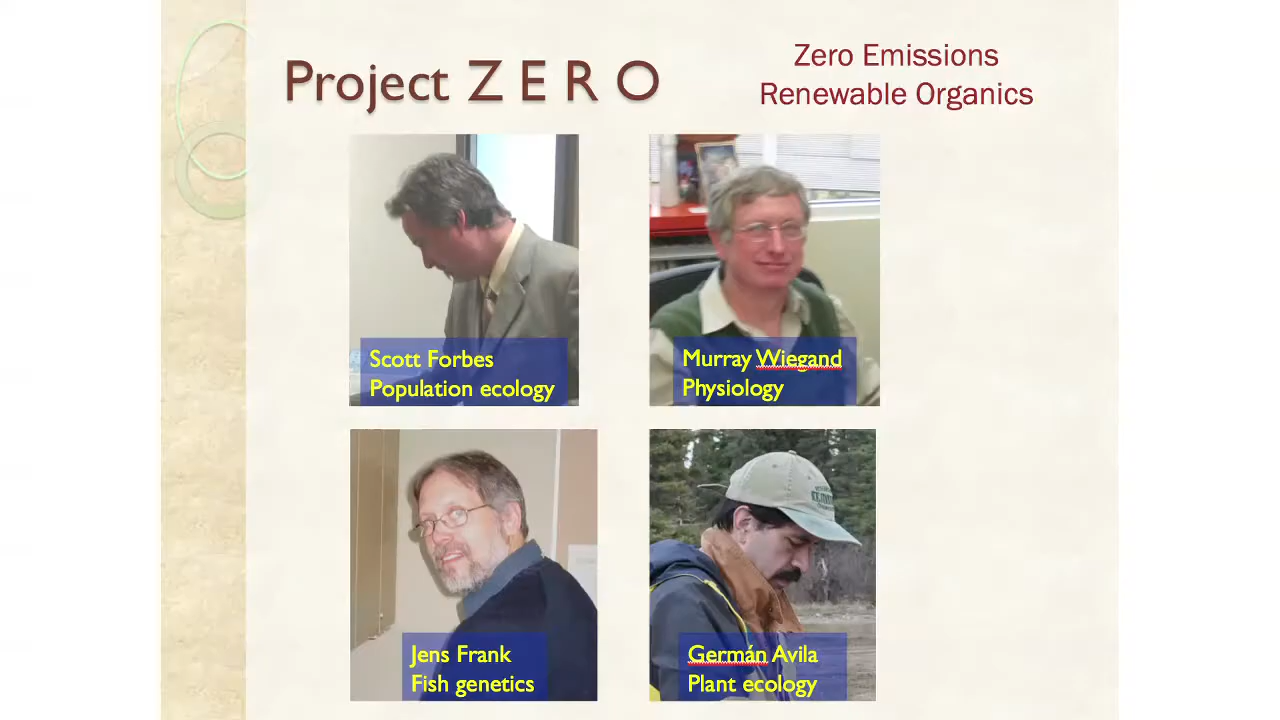 Project Z E R O
Zero Emissions
Renewable Organics
Scott Forbes
Population ecology
Murray Wiegand
Physiology
Jens Frank
Fish genetics
Germán Avila
Plant ecology